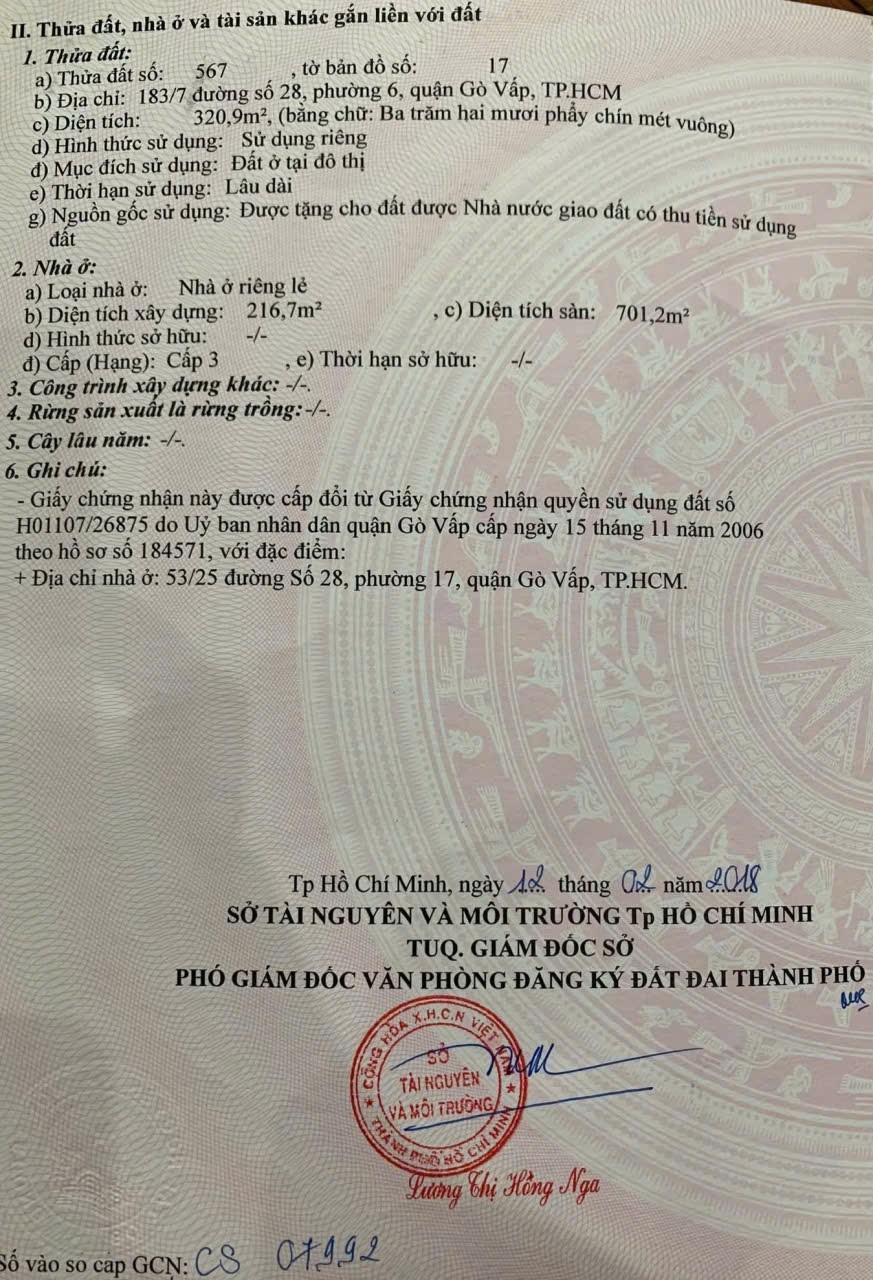 II. Thửa đất, nhà ở và tài sản khác gắn liền với đất
1. Thửa đất:
a) Thửa đất số: 567 , tờ bản đồ số: 17
b) Địa chỉ: 183/7 đường số 28, phường 6, quận Gò Vấp, TP.HCM
c) Diện tích: 320,9m², (bằng chữ: Ba trăm hai mươi phẩy chín mét vuông)
d) Hình thức sử dụng: Sử dụng riêng
đ) Mục đích sử dụng: Đất ở tại đô thị
e) Thời hạn sử dụng: Lâu dài
g) Nguồn gốc sử dụng: Được tặng cho đất được Nhà nước giao đất có thu tiền sử dụng
đất
2. Nhà ở:
a) Loại nhà ở: Nhà ở riêng lẻ
b) Diện tích xây dựng: 216,7m² , c) Diện tích sàn: 701,2m²
d) Hình thức sở hữu: -/-
đ) Cấp (Hạng): Cấp 3 , e) Thời hạn sở hữu: -/-
3. Công trình xây dựng khác: -/-.
4. Rừng sản xuất là rừng trồng: -/-.
5. Cây lâu năm: -/-.
6. Ghi chú:
- Giấy chứng nhận này được cấp đổi từ Giấy chứng nhận quyền sử dụng đất số
H01107/26875 do Uỷ ban nhân dân quận Gò Vấp cấp ngày 15 tháng 11 năm 2006
theo hồ sơ số 184571, với đặc điểm:
+ Địa chỉ nhà ở: 53/25 đường Số 28, phường 17, quận Gò Vấp, TP.HCM.
Tp Hồ Chí Minh, ngày 12 tháng 02 năm 2018
SỞ TÀI NGUYÊN VÀ MÔI TRƯỜNG Tp HỒ CHÍ MINH
TUQ. GIÁM ĐỐC SỞ
PHÓ GIÁM ĐỐC VĂN PHÒNG ĐĂNG KÝ ĐẤT ĐAI THÀNH PHỐ
CỘNG HÒA X.H.C.N VIỆT NAM
SỞ
TÀI NGUYÊN
VÀ MÔI TRƯỜNG
THÀNH PHỐ HỒ CHÍ MINH
Lương Thị Hồng Nga
Số vào sổ cấp GCN: CS 07992